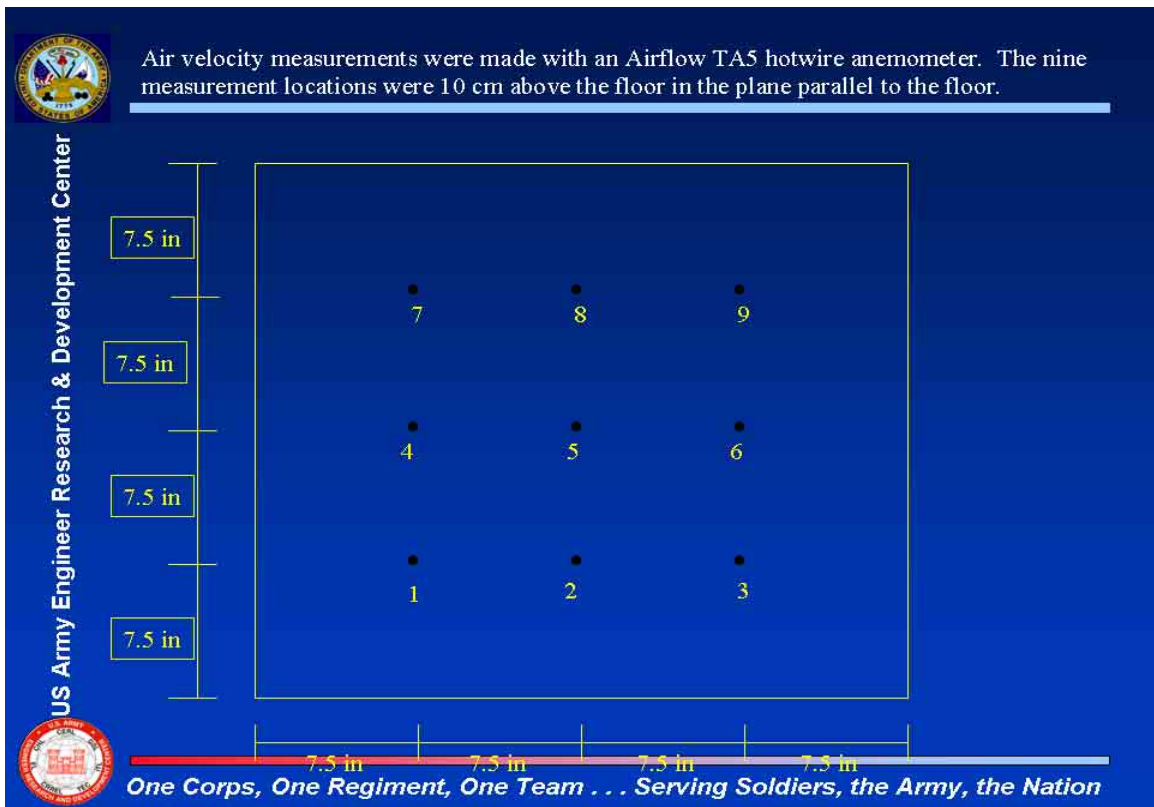 Air velocity measurements were made with an Airflow TA5 hotwire anemometer. The nine
measurement locations were 10 cm above the floor in the plane parallel to the floor.
US Army Engineer Research & Development Center
7.5 in
7 8 9
7.5 in
4 5 6
7.5 in
1 2 3
7.5 in
7.5 in 7.5 in 7.5 in 7.5 in
One Corps, One Regiment, One Team . . . Serving Soldiers, the Army, the Nation